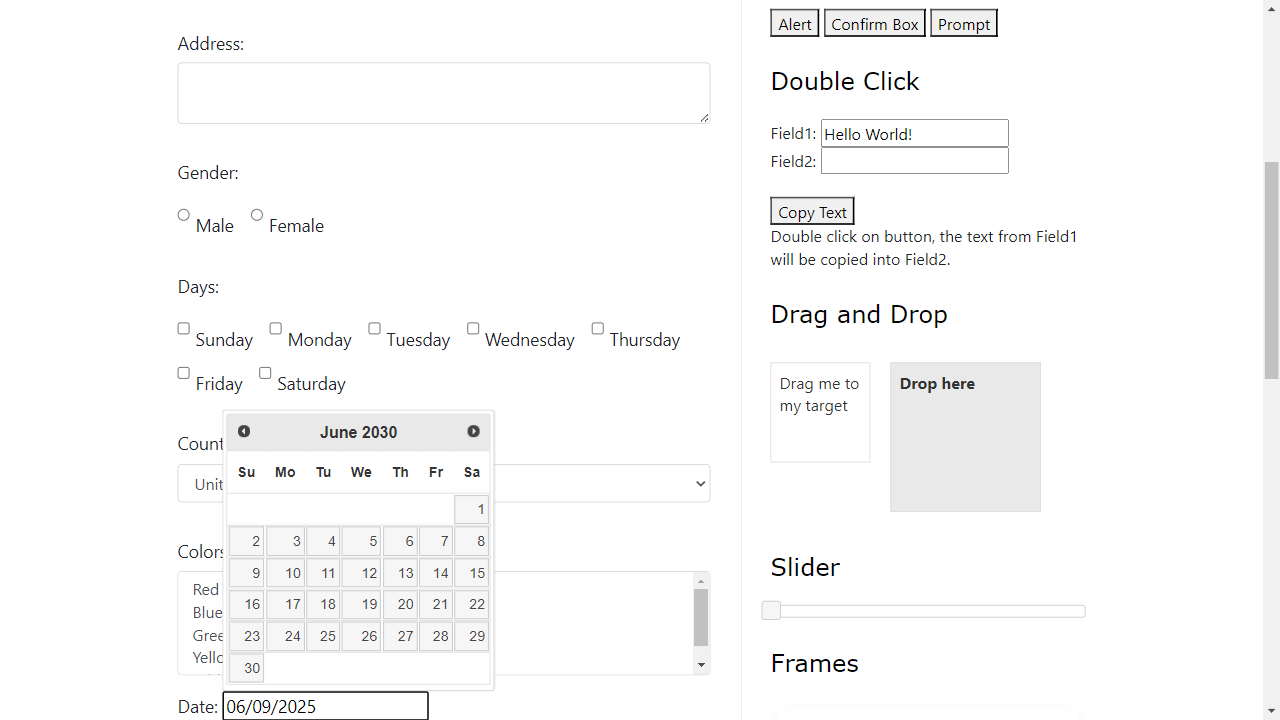 Address:
Gender:
Male Female
Days:
Sunday Monday Tuesday Wednesday Thursday
Friday Saturday
Count
Unit
Colors
Red
Blue
Gree
Yello
June 2030
Su Mo Tu We Th Fr Sa
1
2 3 4 5 6 7 8
9 10 11 12 13 14 15
16 17 18 19 20 21 22
23 24 25 26 27 28 29
30
Date: 06/09/2025
Alert Confirm Box Prompt
Double Click
Field1: Hello World!
Field2:
Copy Text
Double click on button, the text from Field1
will be copied into Field2.
Drag and Drop
Drag me to
my target
Drop here
Slider
Frames